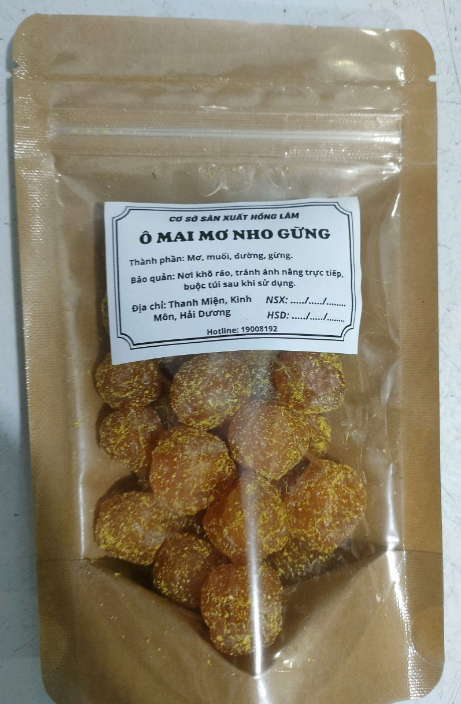 CƠ SỞ SẢN XUẤT HỒNG LÂM
Ô MAI MƠ NHO GỪNG
Thành phần: Mơ, muối, đường, gừng.
Bảo quản: Nơi khô ráo, tránh ánh nắng trực tiếp,
buộc túi sau khi sử dụng.
Địa chỉ: Thanh Miện, Kinh
Môn, Hải Dương
NSX: ...../...../........
HSD: ...../...../........
Hotline: 19008192